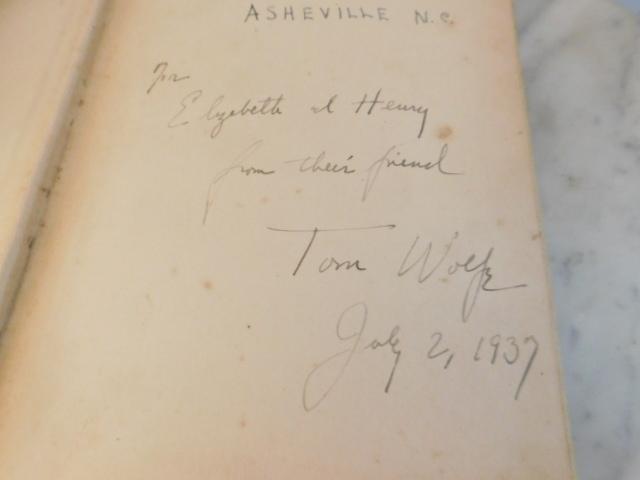 ASHEVILLE N.C.
For
Elizabeth and Henry
from their friend
Tom Wolfe
July 2, 1937